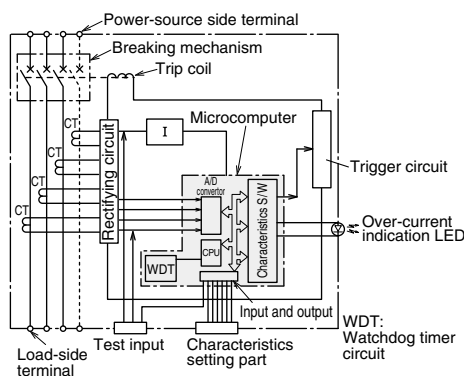 Power-source side terminal
Breaking mechanism
Trip coil
Microcomputer
CT
I
CT
Rectifying circuit
A/D
convertor
Characteristics S/W
Trigger circuit
CT
CT
Over-current
indication LED
CPU
WDT
Input and output
WDT:
Watchdog timer
circuit
Load-side
terminal
Test input
Characteristics
setting part